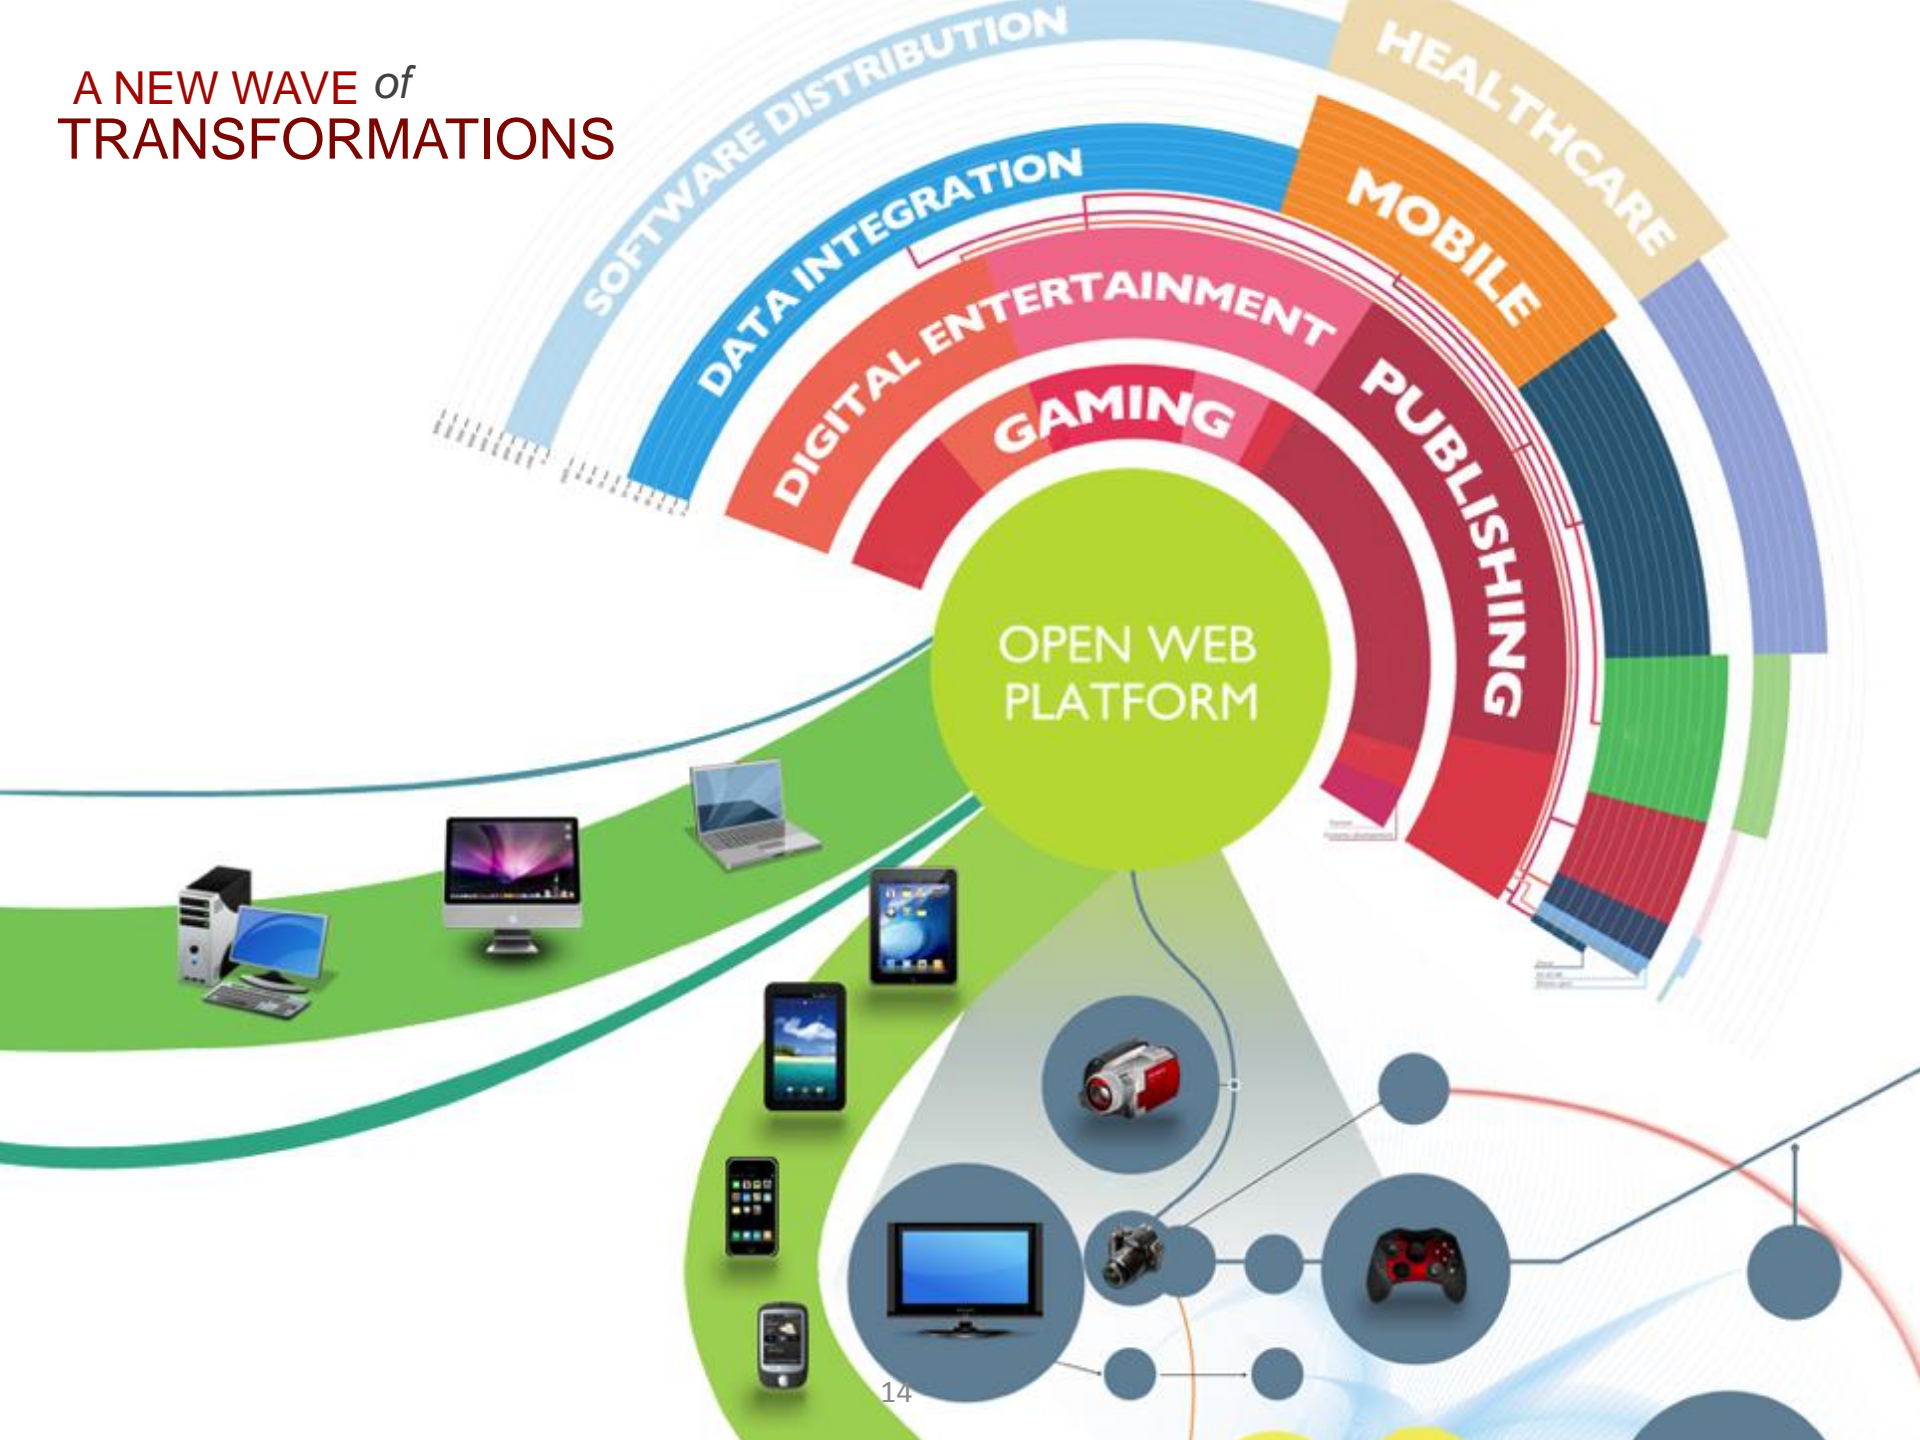 A NEW WAVE of
TRANSFORMATIONS
SOFTWARE DISTRIBUTION
HEALTHCARE
DATA INTEGRATION
MOBILE
DIGITAL ENTERTAINMENT
PUBLISHING
GAMING
OPEN WEB
PLATFORM
14